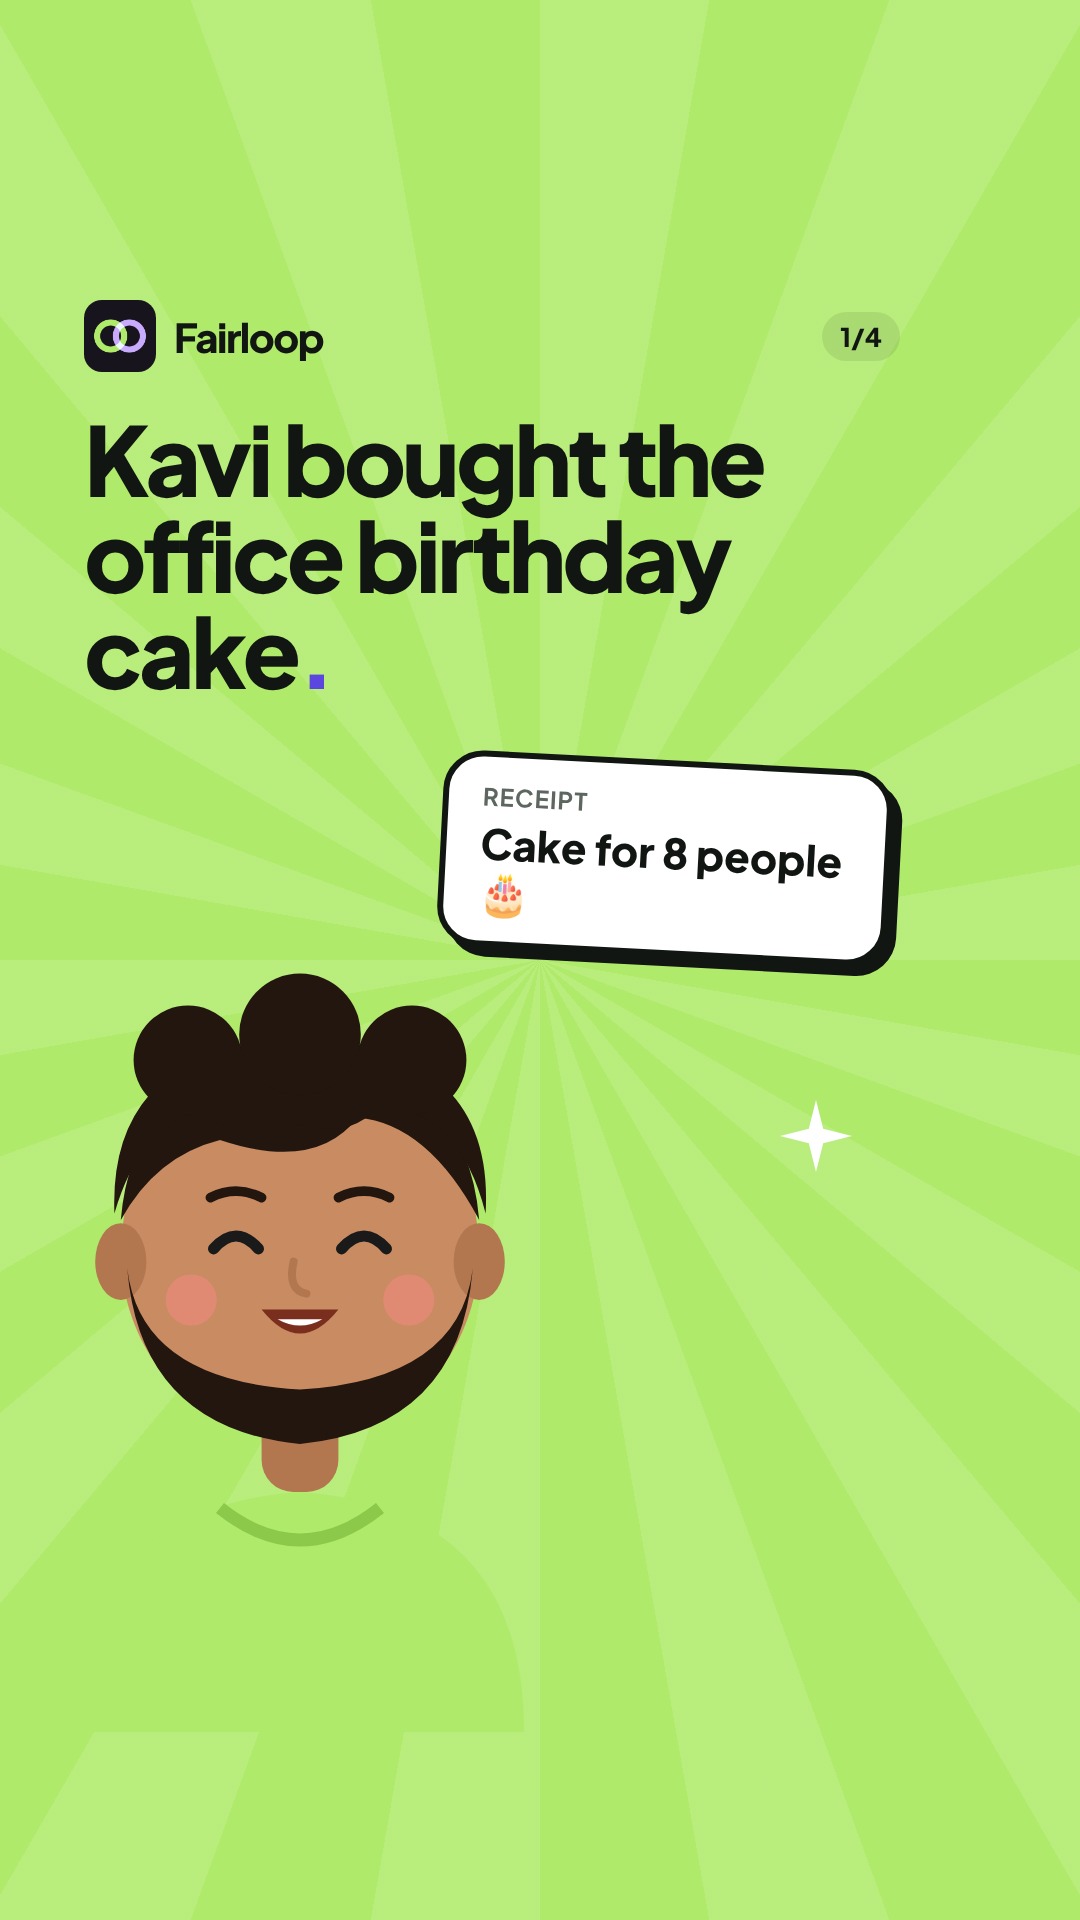 Fairloop
1/4
Kavi bought the
office birthday
cake.
RECEIPT
Cake for 8 people
🎂